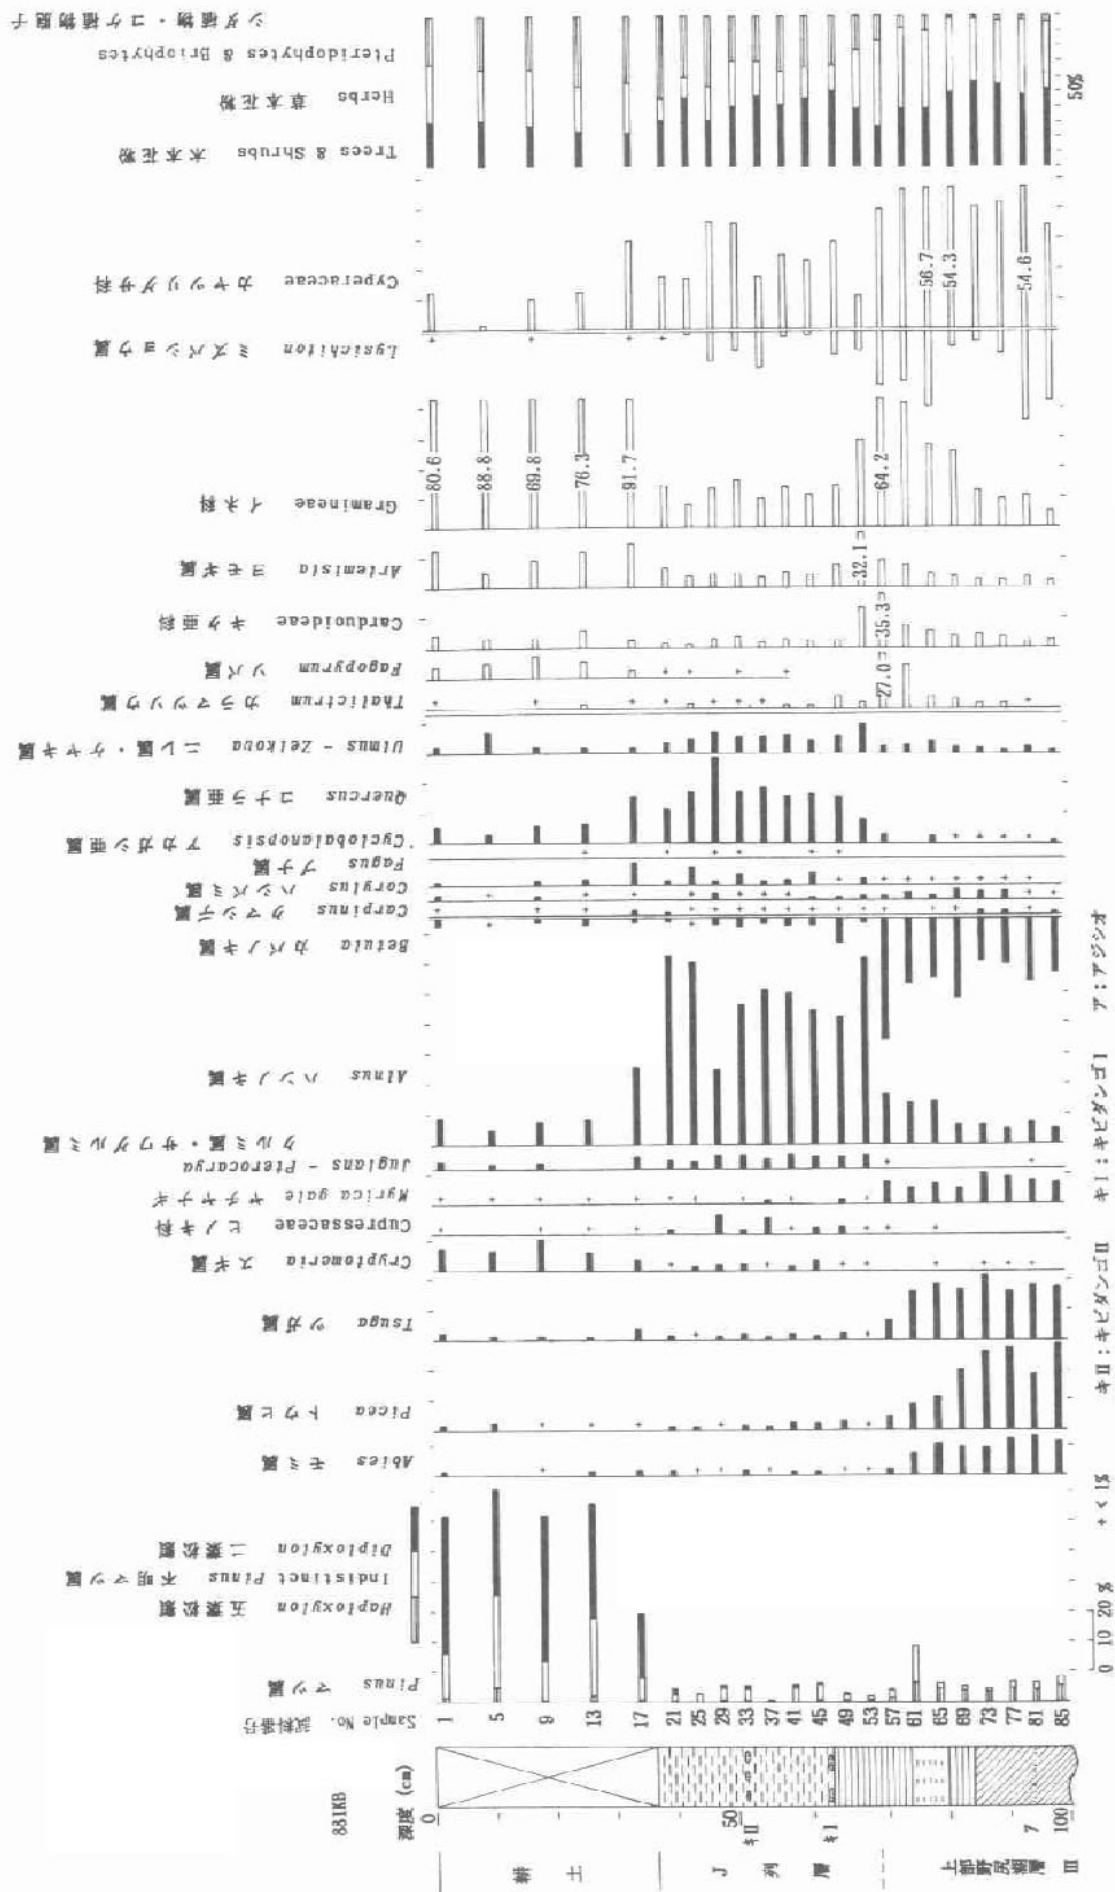 881KB
深度 (cm)
0
50
100
キII
キI
7
耕土
J列層
上部野尻湖層 III
Sample No. 試料番号
1
5
9
13
17
21
25
29
33
37
41
45
49
53
57
61
65
69
73
77
81
85
Pinus マツ属
Haploxylon 五葉松類
Indistinct Pinus 不明マツ属
Diploxylon 二葉松類
Abies モミ属
Picea トウヒ属
Tsuga ツガ属
Cryptomeria スギ属
Cupressaceae ヒノキ科
Myrica gale ヤチヤナギ
Juglans - Pterocarya
クルミ属・サワグルミ属
Alnus ハンノキ属
Betula カバノキ属
Carpinus クマシデ属
Corylus ハシバミ属
Fagus ブナ属
Cyclobalanopsis アカガシ亜属
Quercus コナラ亜属
Ulmus - Zelkova ニレ属・ケヤキ属
Thalictrum カラマツソウ属
27.0
Fagopyrum ソバ属
Carduoideae キク亜科
35.3
Artemisia ヨモギ属
32.1
Gramineae イネ科
80.6
88.8
69.8
76.3
91.7
64.2
Lysichiton ミズバショウ属
Cyperaceae カヤツリグサ科
56.7
54.3
54.6
Trees & Shrubs 木本花粉
Herbs 草本花粉
Pteridophytes & Briophytes
シダ植物・コケ植物胞子
50%
0 10 20 %
+ < 1%
キII:キビダンゴII
キI:キビダンゴI
ア:アジシオ